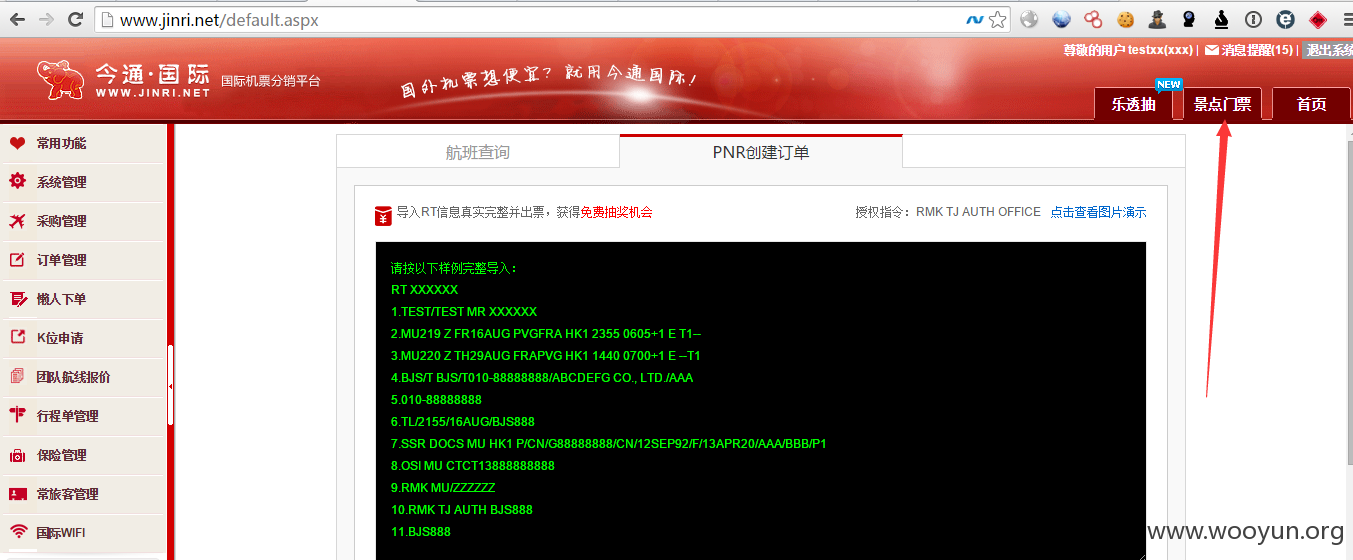 www.jinri.net/default.aspx
尊敬的用户 testxx(xxx) | 消息提醒(15) | 退出系统
今通·国际
WWW.JINRI.NET
国际机票分销平台
国外机票想便宜? 就用今通国际!
NEW
乐透抽 景点门票 首页
常用功能
系统管理
采购管理
订单管理
懒人下单
K位申请
团队航线报价
行程单管理
保险管理
常旅客管理
国际WIFI
航班查询 PNR创建订单
导入RT信息真实完整并出票，获得免费抽奖机会
授权指令：RMK TJ AUTH OFFICE 点击查看图片演示
请按以下样例完整导入：
RT XXXXXX
1.TEST/TEST MR XXXXXX
2.MU219 Z FR16AUG PVGFRA HK1 2355 0605+1 E T1--
3.MU220 Z TH29AUG FRAPVG HK1 1440 0700+1 E --T1
4.BJS/T BJS/T010-88888888/ABCDEFG CO., LTD./AAA
5.010-88888888
6.TL/2155/16AUG/BJS888
7.SSR DOCS MU HK1 P/CN/G88888888/CN/12SEP92/F/13APR20/AAA/BBB/P1
8.OSI MU CTCT13888888888
9.RMK MU/ZZZZZZ
10.RMK TJ AUTH BJS888
11.BJS888
www.wooyun.org